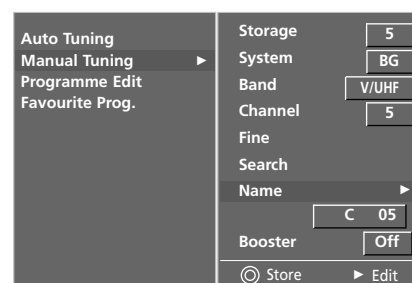 Auto Tuning
Manual Tuning ►
Programme Edit
Favourite Prog.
Storage 5
System BG
Band V/UHF
Channel 5
Fine
Search
Name ►
C 05
Booster Off
Store ► Edit